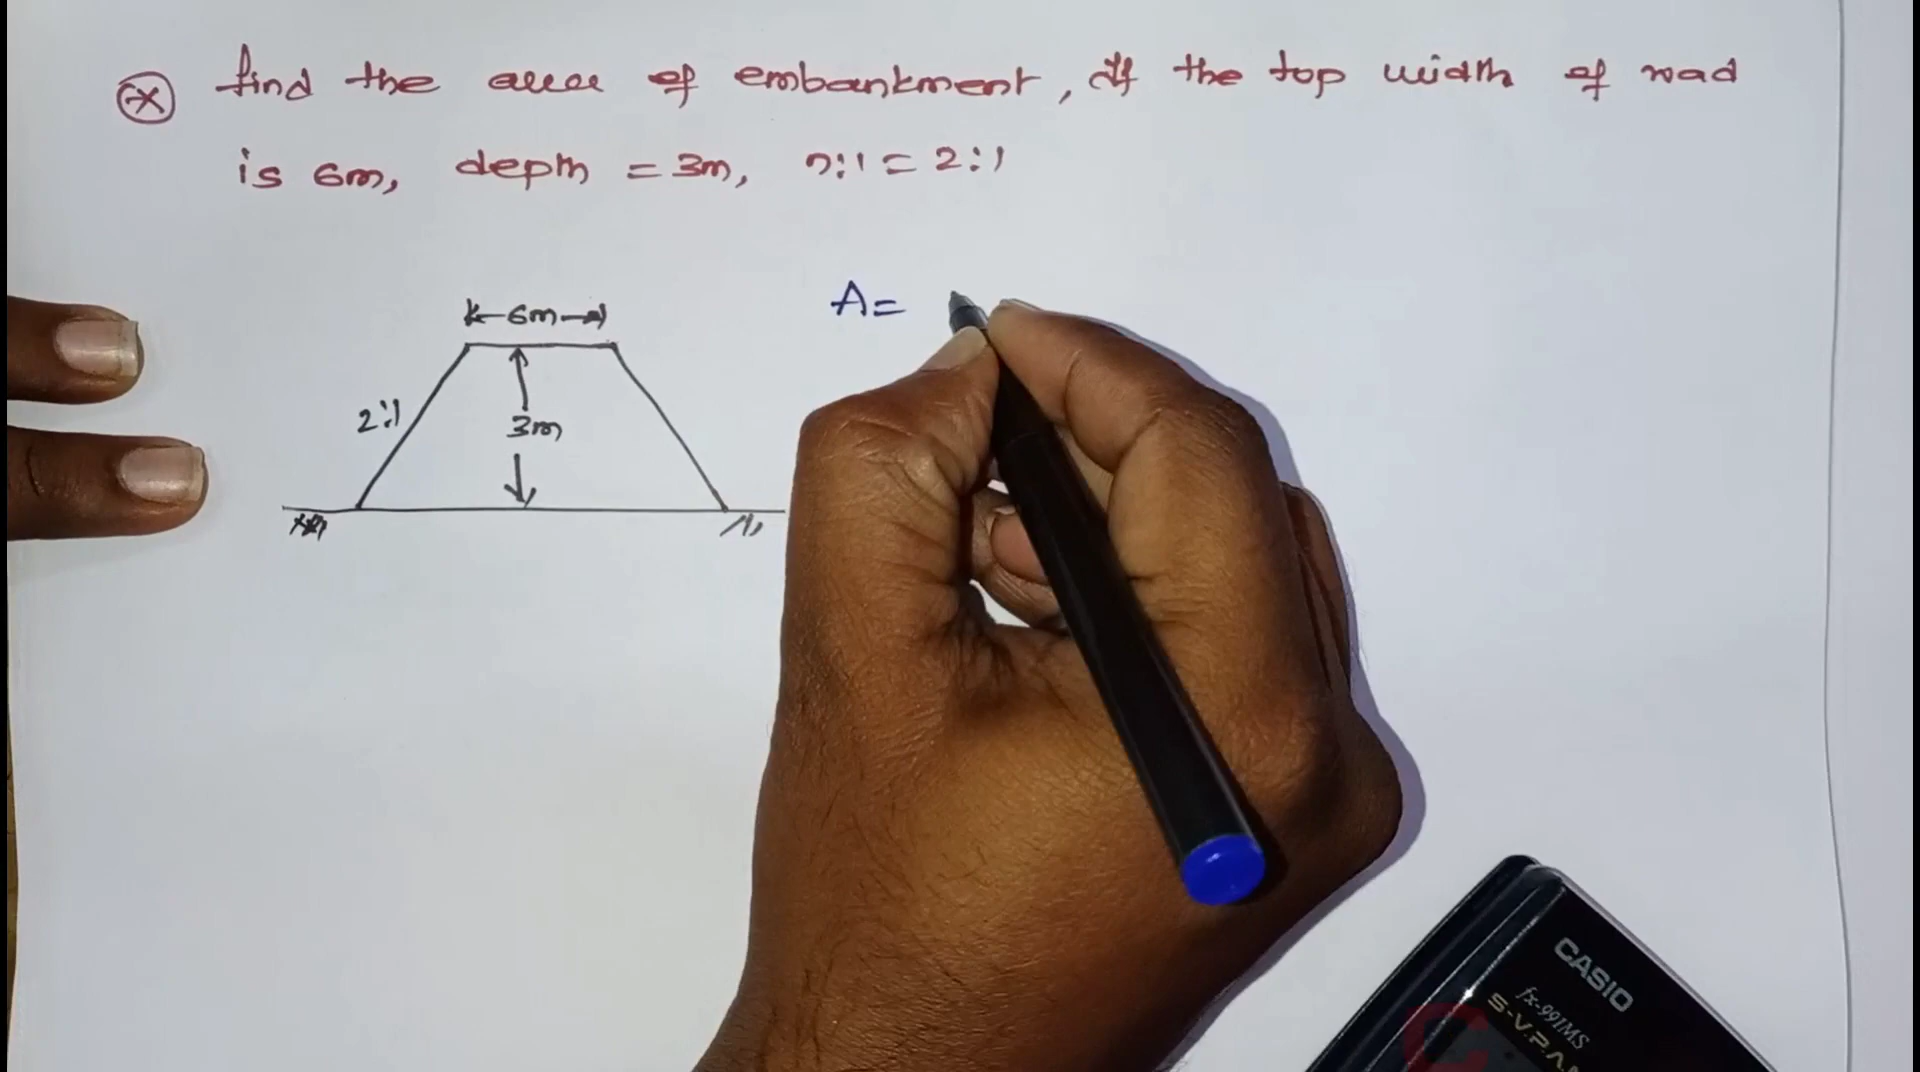 find the area of embankment, if the top width of road
is 6m, depth = 3m, n:1 = 2:1
6m
A=
2:1
3m
CASIO
fx-991MS
S-V.P.A